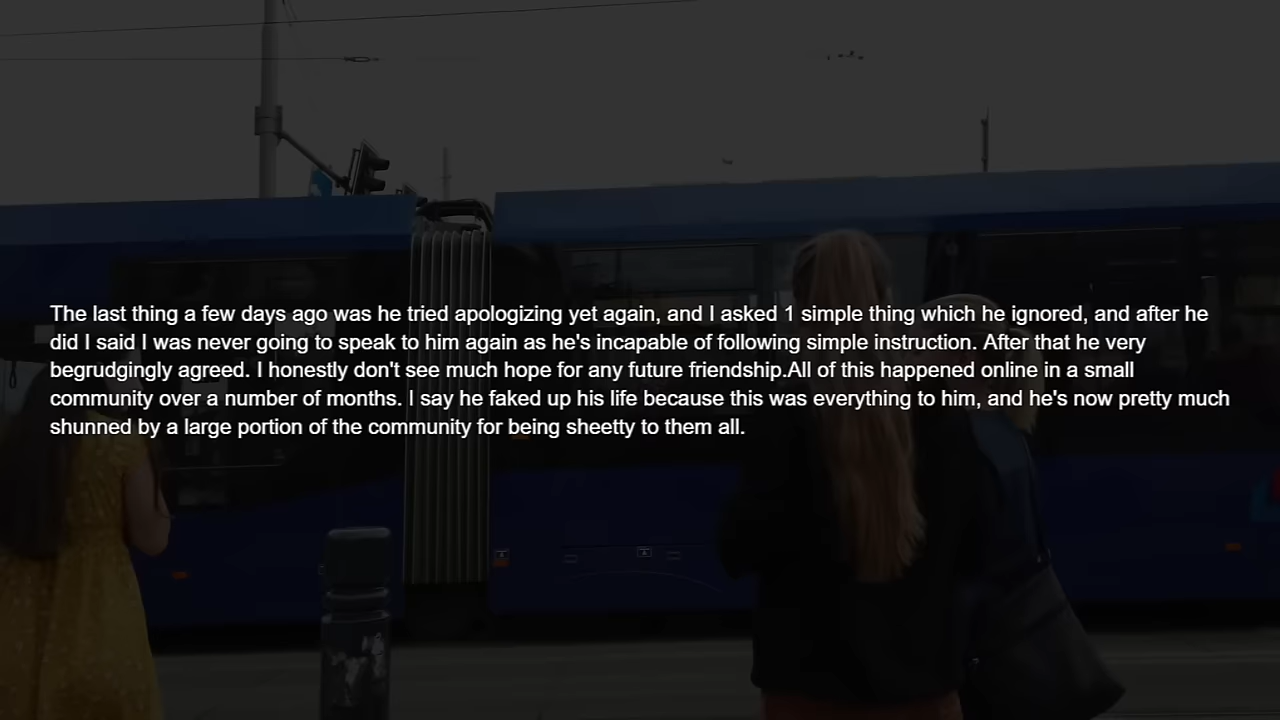 The last thing a few days ago was he tried apologizing yet again, and I asked 1 simple thing which he ignored, and after he
did I said I was never going to speak to him again as he's incapable of following simple instruction. After that he very
begrudgingly agreed. I honestly don't see much hope for any future friendship.All of this happened online in a small
community over a number of months. I say he faked up his life because this was everything to him, and he's now pretty much
shunned by a large portion of the community for being sheetty to them all.